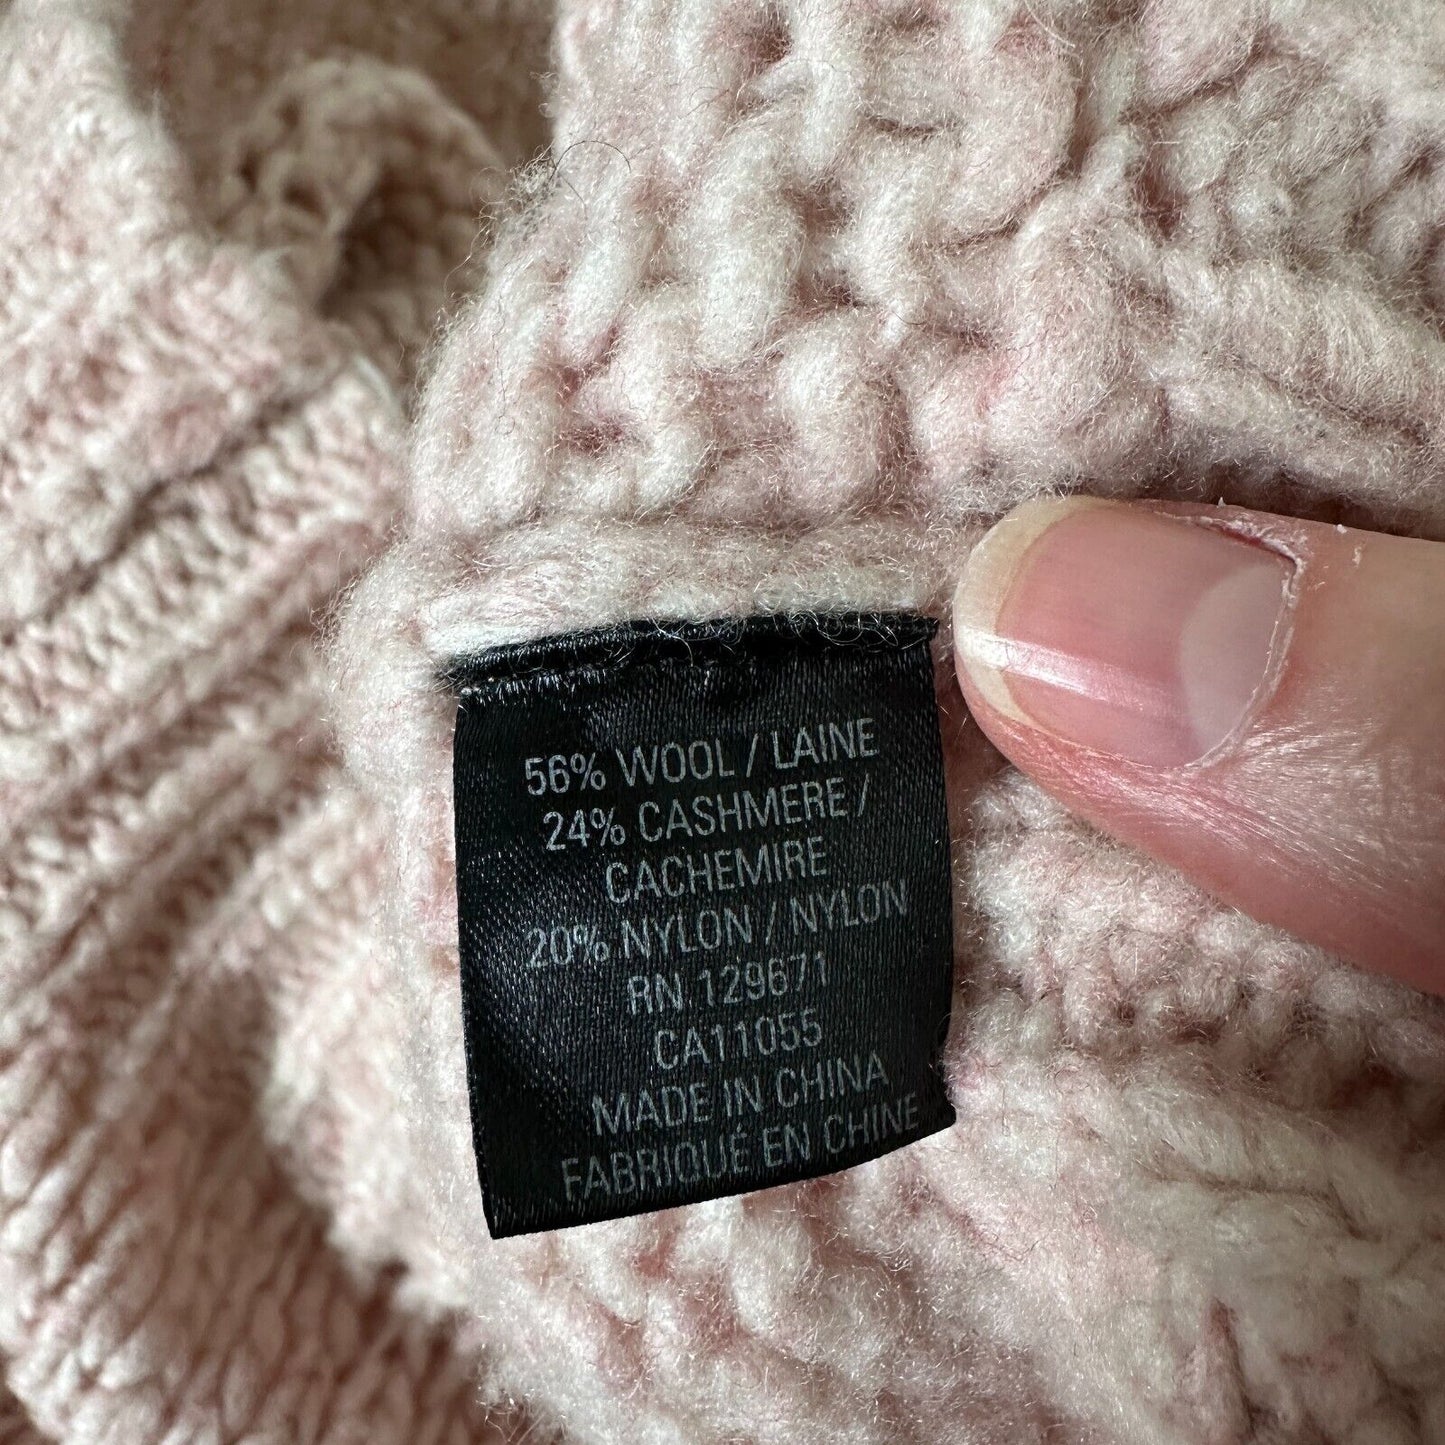 56% WOOL / LAINE
24% CASHMERE /
CACHEMIRE
20% NYLON / NYLON
RN 129671
CA11055
MADE IN CHINA
FABRIQUÉ EN CHINE